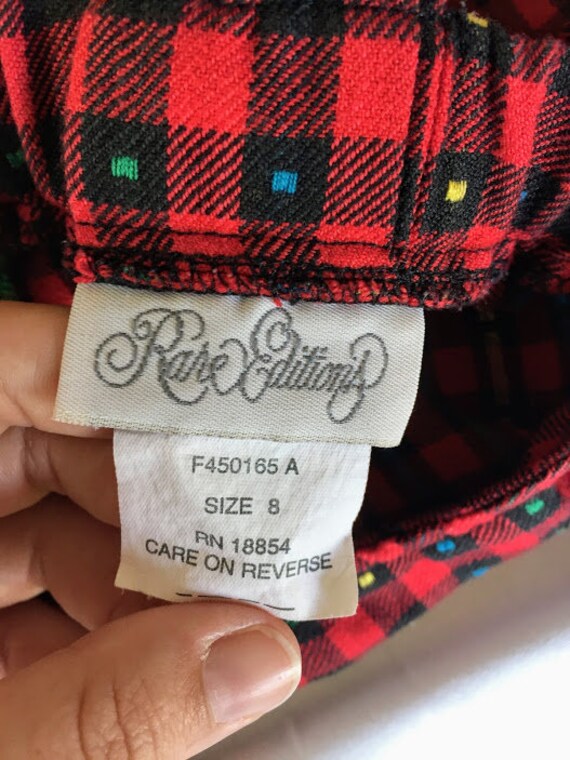 Rare Editions
F450165 A
SIZE 8
RN 18854
CARE ON REVERSE